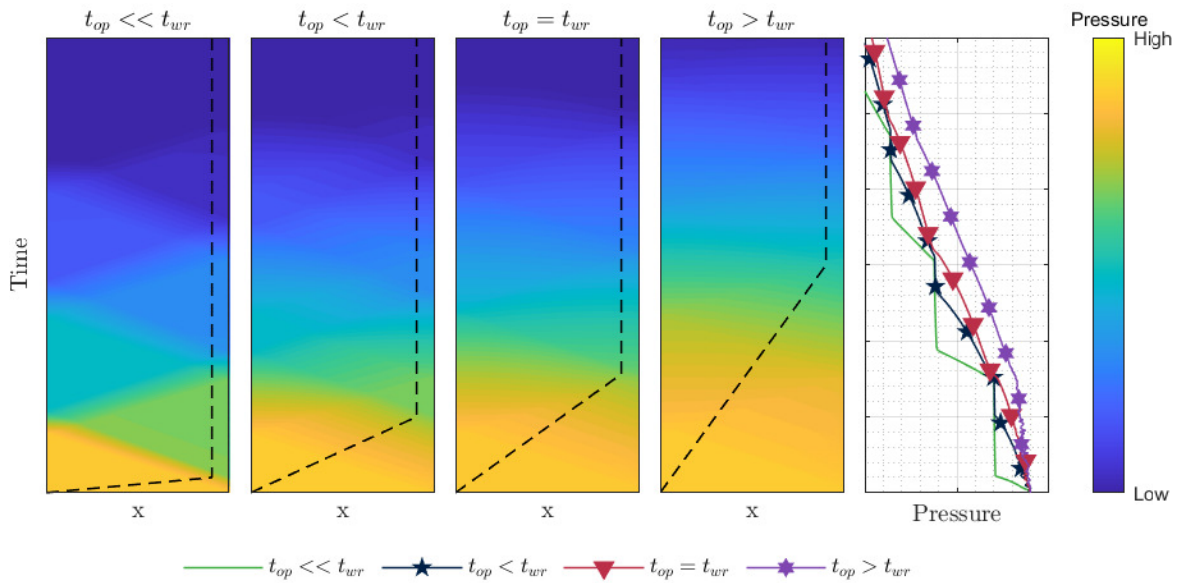 t_op << t_wr
t_op < t_wr
t_op = t_wr
t_op > t_wr
Pressure
High
Time
Low
x
x
x
x
Pressure
t_op << t_wr
t_op < t_wr
t_op = t_wr
t_op > t_wr